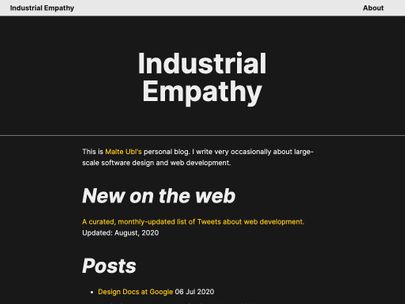 Industrial Empathy About
Industrial
Empathy
This is Malte Ubl's personal blog. I write very occasionally about large-
scale software design and web development.
New on the web
A curated, monthly-updated list of Tweets about web development.
Updated: August, 2020
Posts
• Design Docs at Google 06 Jul 2020